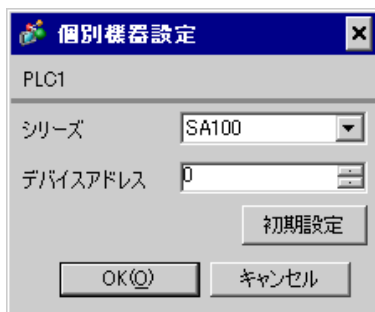 個別機器設定
PLC1
シリーズ SA100
デバイスアドレス 0
初期設定
OK(O) キャンセル